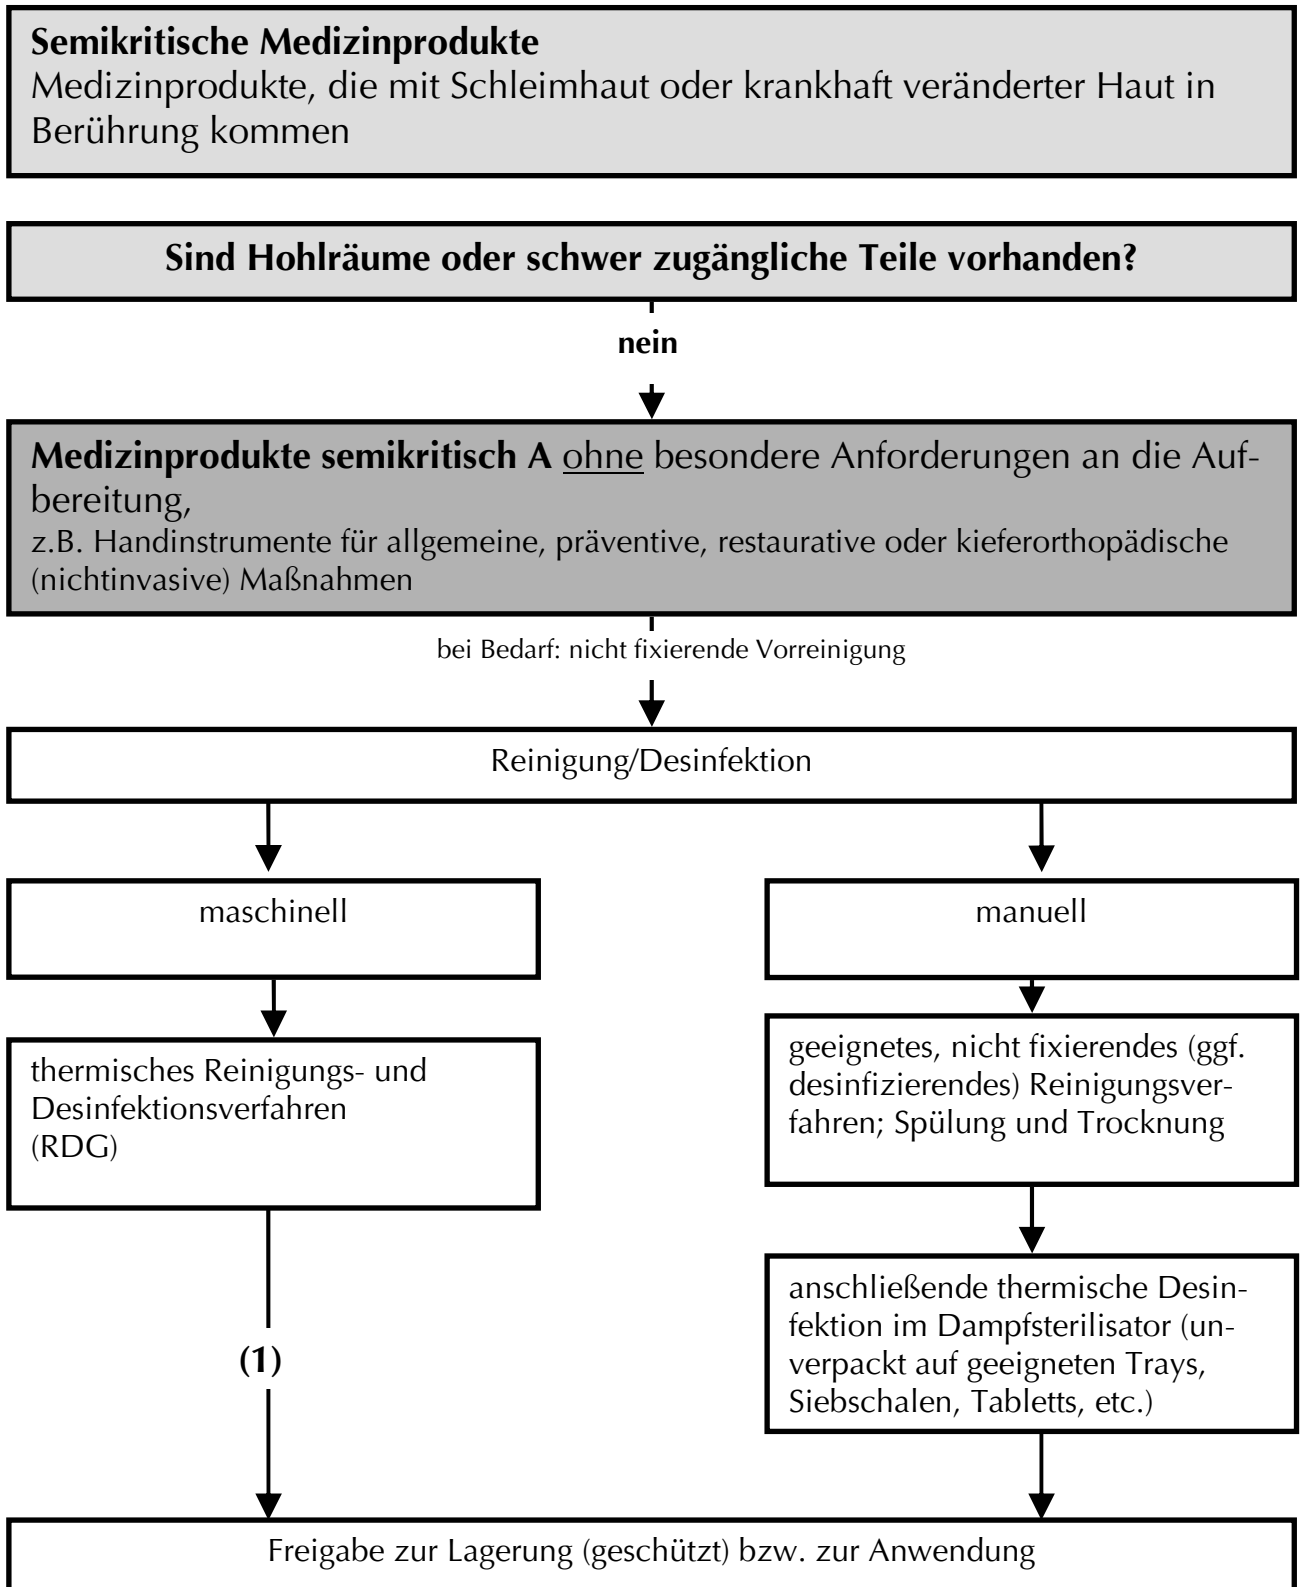 Semikritische Medizinprodukte
Medizinprodukte, die mit Schleimhaut oder krankhaft veränderter Haut in
Berührung kommen
Sind Hohlräume oder schwer zugängliche Teile vorhanden?
nein
Medizinprodukte semikritisch A ohne besondere Anforderungen an die Auf-
bereitung,
z.B. Handinstrumente für allgemeine, präventive, restaurative oder kieferorthopädische
(nichtinvasive) Maßnahmen
bei Bedarf: nicht fixierende Vorreinigung
Reinigung/Desinfektion
maschinell
thermisches Reinigungs- und
Desinfektionsverfahren
(RDG)
(1)
manuell
geeignetes, nicht fixierendes (ggf.
desinfizierendes) Reinigungsver-
fahren; Spülung und Trocknung
anschließende thermische Desin-
fektion im Dampfsterilisator (un-
verpackt auf geeigneten Trays,
Siebschalen, Tabletts, etc.)
Freigabe zur Lagerung (geschützt) bzw. zur Anwendung